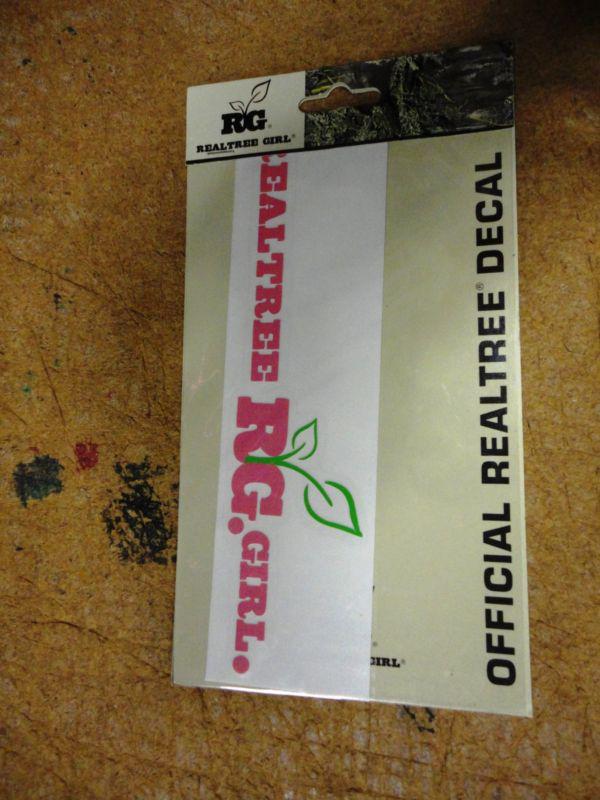 RG®
REALTREE GIRL®
REALTREE RG. GIRL.
OFFICIAL REALTREE® DECAL
GIRL®